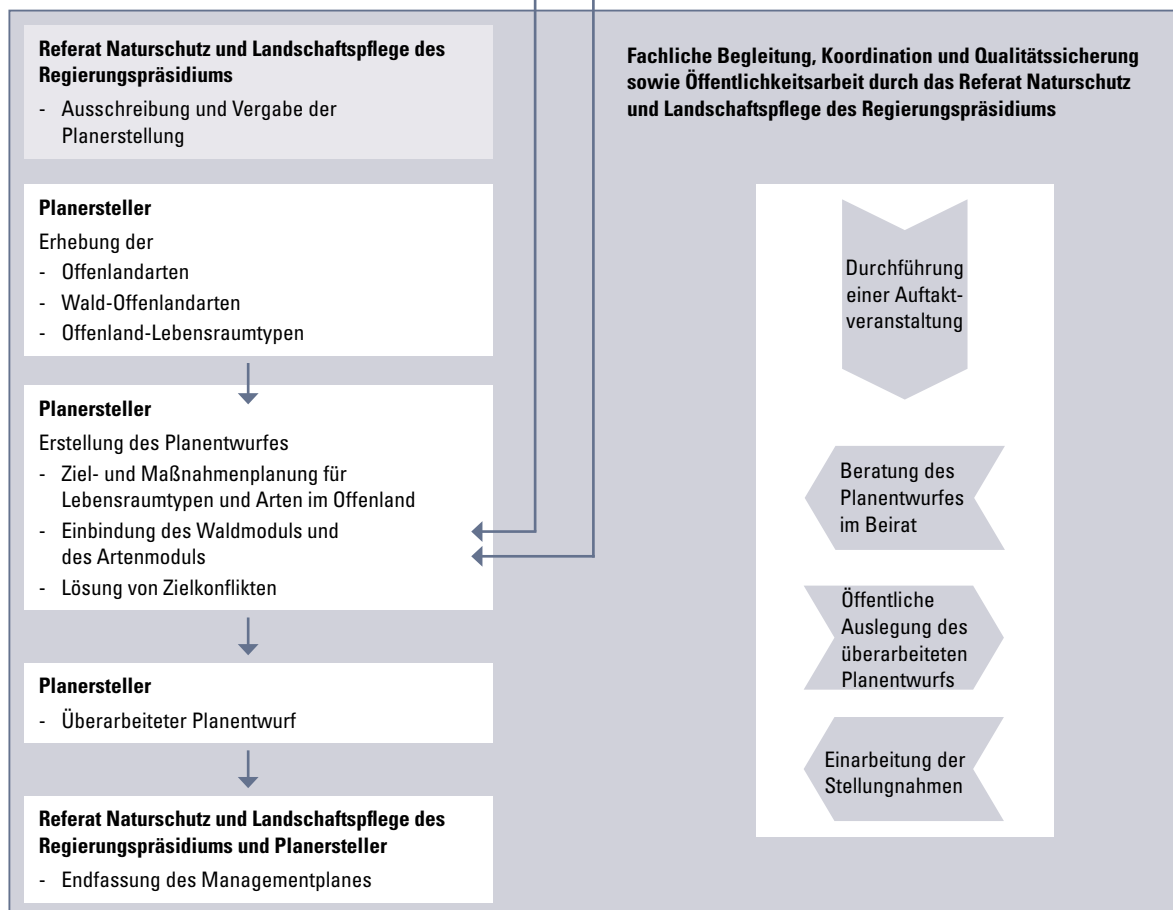 Referat Naturschutz und Landschaftspflege des
Regierungspräsidiums
- Ausschreibung und Vergabe der
Planerstellung
Planersteller
Erhebung der
- Offenlandarten
- Wald-Offenlandarten
- Offenland-Lebensraumtypen
Planersteller
Erstellung des Planentwurfes
- Ziel- und Maßnahmenplanung für
Lebensraumtypen und Arten im Offenland
- Einbindung des Waldmoduls und
des Artenmoduls
- Lösung von Zielkonflikten
Planersteller
- Überarbeiteter Planentwurf
Referat Naturschutz und Landschaftspflege des
Regierungspräsidiums und Planersteller
- Endfassung des Managementplanes
Fachliche Begleitung, Koordination und Qualitätssicherung
sowie Öffentlichkeitsarbeit durch das Referat Naturschutz
und Landschaftspflege des Regierungspräsidiums
Durchführung
einer Auftakt-
veranstaltung
Beratung des
Planentwurfes
im Beirat
Öffentliche
Auslegung des
überarbeiteten
Planentwurfs
Einarbeitung der
Stellungnahmen